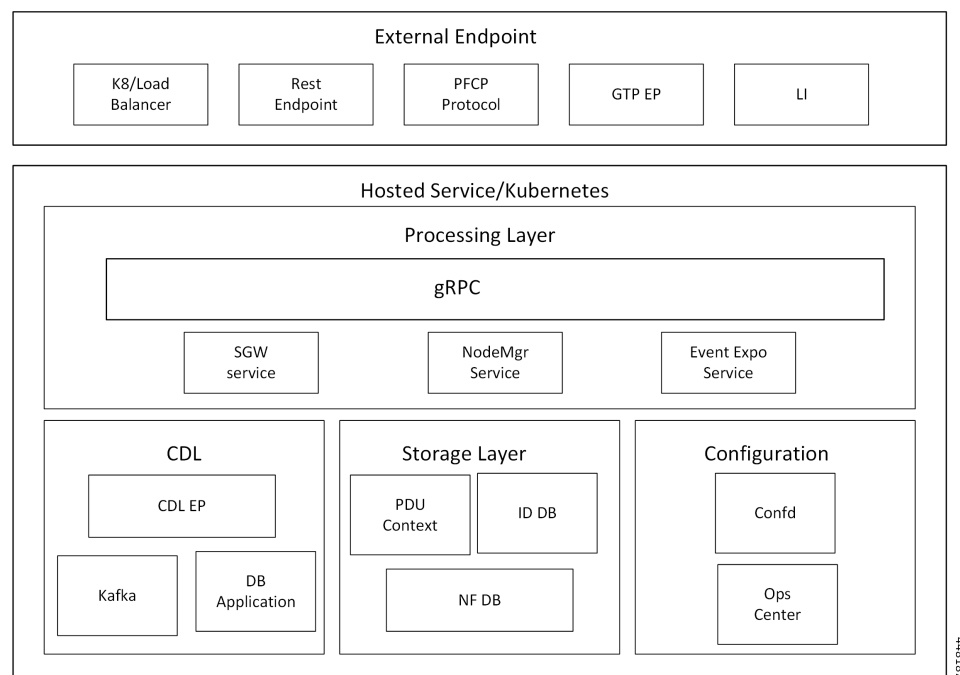 External Endpoint
K8/Load
Balancer
Rest
Endpoint
PFCP
Protocol
GTP EP
LI
Hosted Service/Kubernetes
Processing Layer
gRPC
SGW
service
NodeMgr
Service
Event Expo
Service
CDL
CDL EP
Kafka
DB
Application
Storage Layer
PDU
Context
ID DB
NF DB
Configuration
Confd
Ops
Center